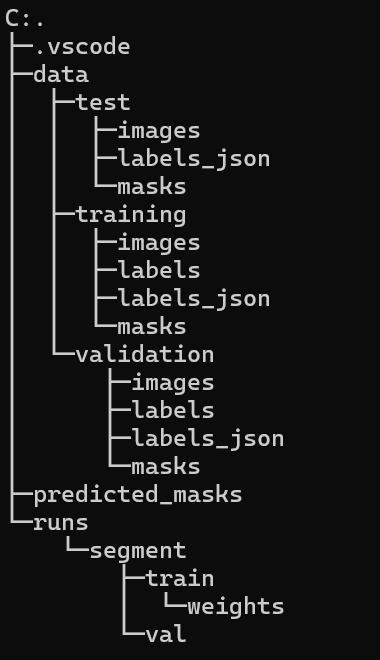 C:.
├─.vscode
├─data
│  ├─test
│  │  ├─images
│  │  ├─labels_json
│  │  └─masks
│  ├─training
│  │  ├─images
│  │  ├─labels
│  │  ├─labels_json
│  │  └─masks
│  └─validation
│      ├─images
│      ├─labels
│      ├─labels_json
│      └─masks
├─predicted_masks
└─runs
    └─segment
        ├─train
        │  └─weights
        └─val